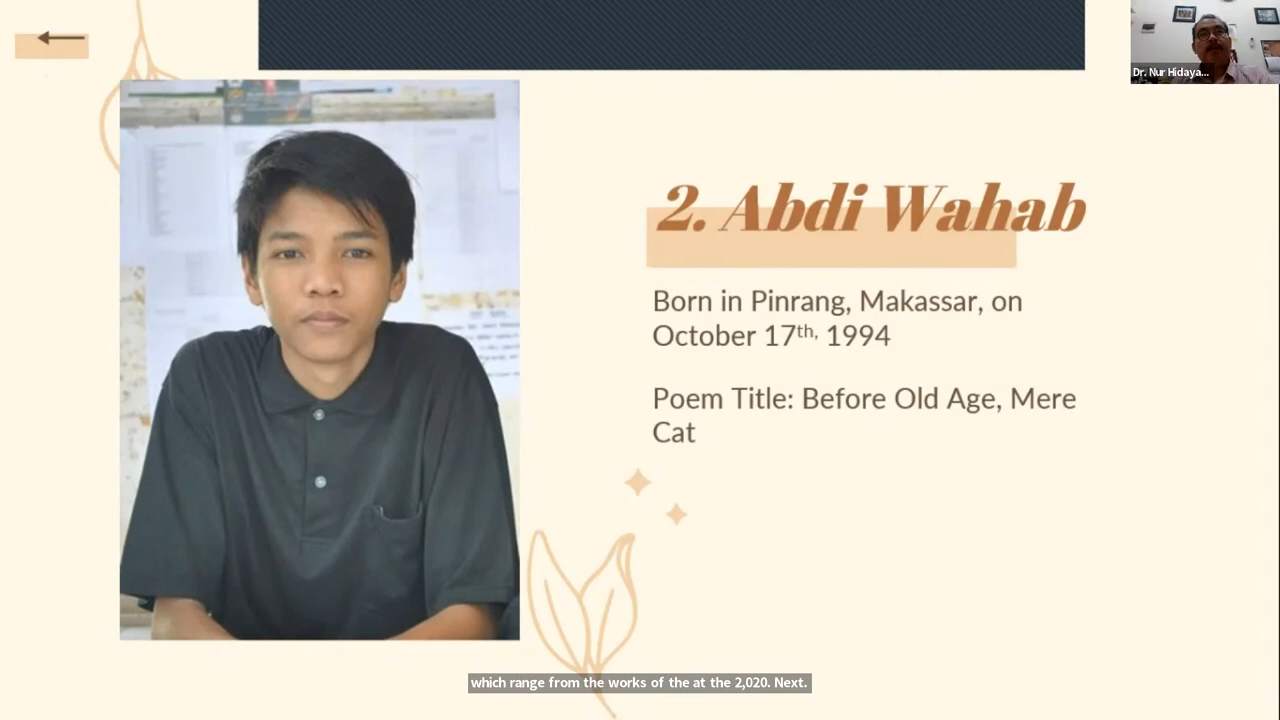 Dr. Nur Hidaya...
2. Abdi Wahab
Born in Pinrang, Makassar, on
October 17th, 1994
Poem Title: Before Old Age, Mere
Cat
which range from the works of the at the 2,020. Next.